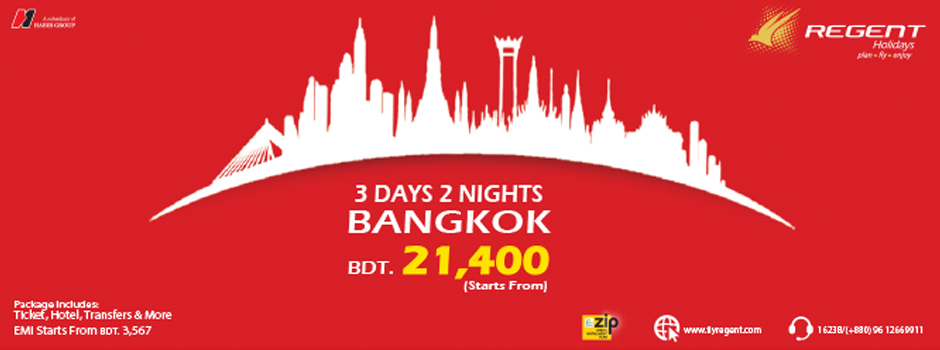 A subsidiary of
HABIB GROUP
REGENT
Holidays
plan • fly • enjoy
3 DAYS 2 NIGHTS
BANGKOK
BDT. 21,400
(Starts From)
Package Includes:
Ticket, Hotel, Transfers & More
EMI Starts From BDT. 3,567
e-zip
www.flyregent.com
16238/(+880) 96 12669911